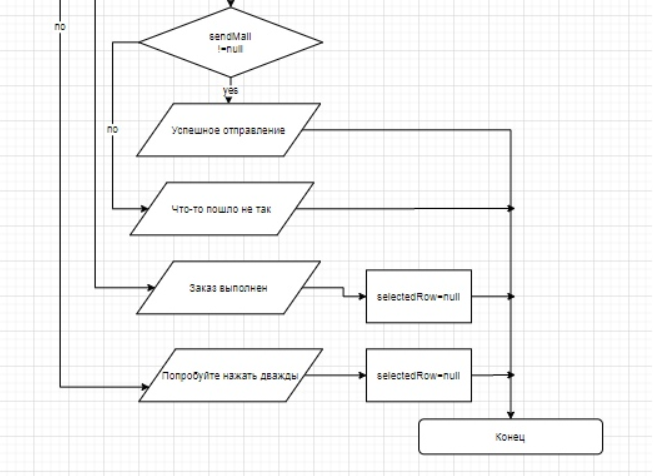 no
sendMail
!=null
yes
Успешное отправление
no
Что-то пошло не так
Заказ выполнен
selectedRow=null
Попробуйте нажать дважды
selectedRow=null
Конец